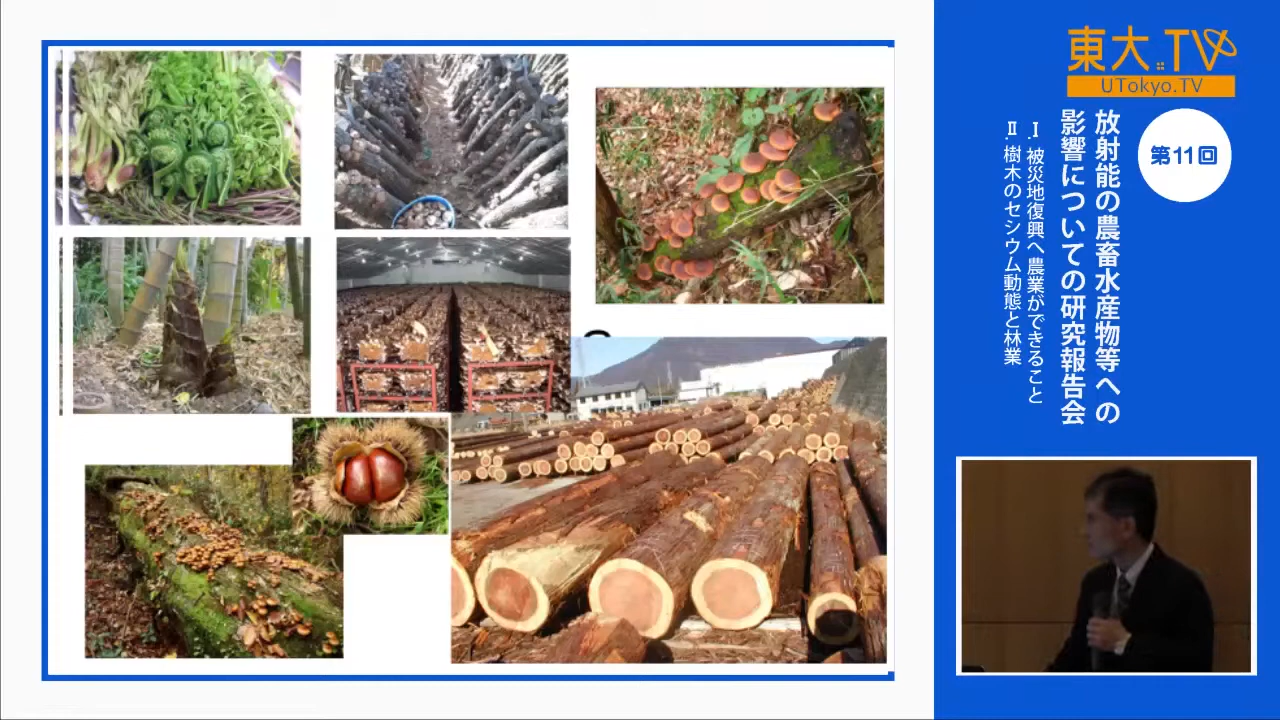 東大.TV
UTokyo.TV
第11回
放射能の農畜水産物等への
影響についての研究報告会
Ⅰ. 被災地復興へ農業ができること
Ⅱ. 樹木のセシウム動態と林業